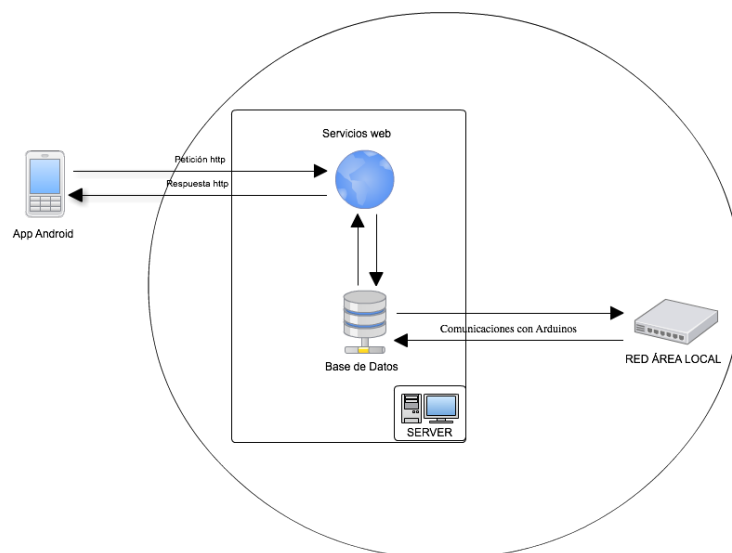 Servicios web
Petición http
Respuesta http
App Android
Comunicaciones con Arduinos
RED ÁREA LOCAL
Base de Datos
SERVER